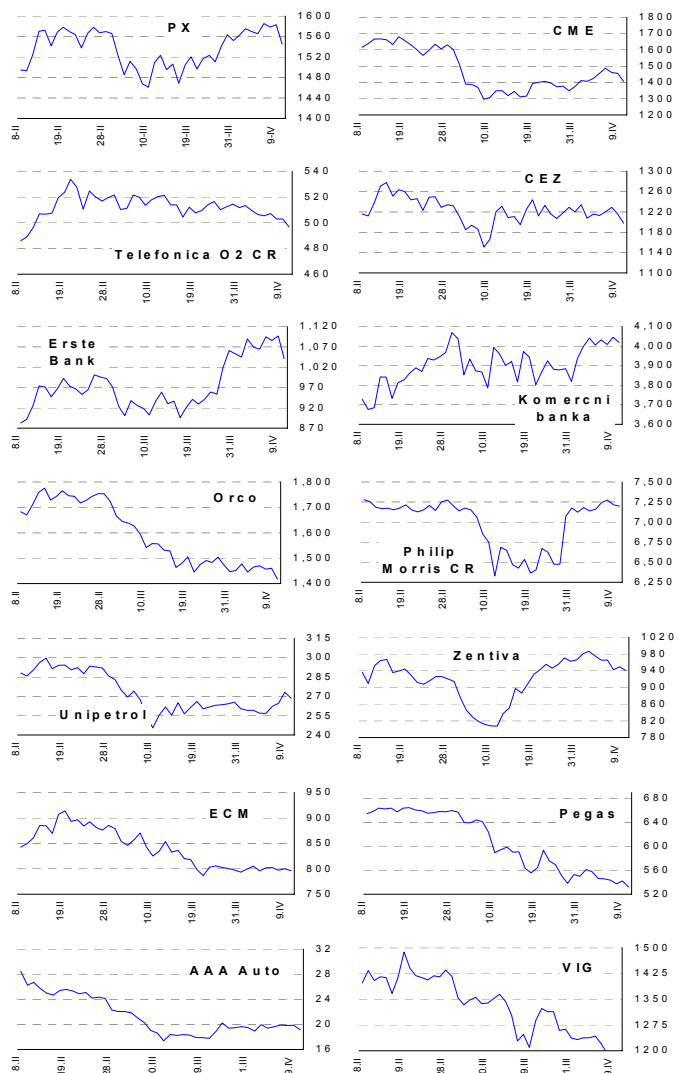 PX
1600
1560
1520
1480
1440
1400
8-II 19-II 28-II 10-III 19-III 31-III 9-IV
CME
1800
1700
1600
1500
1400
1300
1200
8.II 19.II 28.II 10.III 19.III 31.III 9.IV
540
520
500
480
460
Telefonica O2 CR
8.II 19.II 28.II 10.III 19.III 31.III 9.IV
CEZ
1300
1260
1220
1180
1140
1100
8.II 19.II 28.II 10.III 19.III 31.III 9.IV
Erste
Bank
1,120
1,070
1,020
970
920
870
8.II 19.II 28.II 10.III 19.III 31.III 9.IV
4,100
4,000
3,900
3,800
3,700
3,600
Komercni
banka
8.II 19.II 28.II 10.III 19.III 31.III 9.IV
Orco
1,800
1,700
1,600
1,500
1,400
8.II 19.II 28.II 10.III 19.III 31.III 9.IV
7,500
7,250
7,000
6,750
6,500
6,250
Philip
Morris CR
8.II 19.II 28.II 10.III 19.III 31.III 9.IV
315
300
285
270
255
240
Unipetrol
8.II 19.II 28.II 10.III 19.III 31.III 9.IV
Zentiva
1020
940
900
860
820
780
8.II 19.II 28.II 10.III 19.III 31.III 9.IV
ECM
950
900
850
800
750
8.II 19.II 28.II 10.III 19.III 31.III 9.IV
Pegas
680
640
600
560
520
8.II 19.II 28.II 10.III 19.III 31.III 9.IV
AAA Auto
32
28
24
20
16
8.II 28.II 9.IV
VIG
1500
1425
1350
1275
1200
8.II 28.II 9.IV